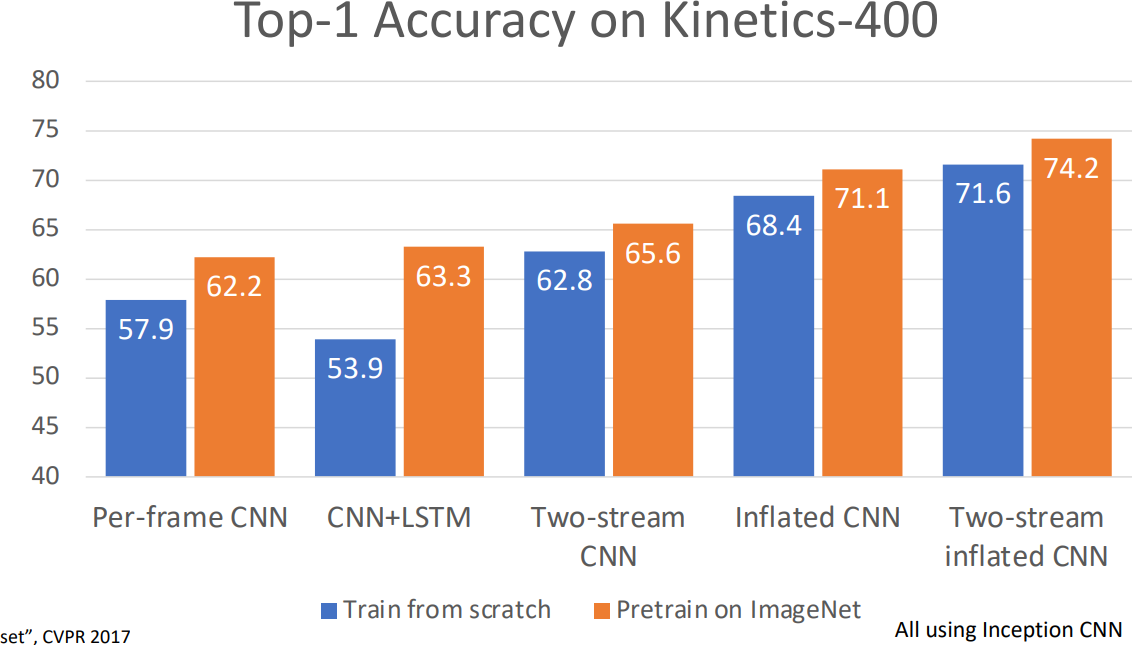 Top-1 Accuracy on Kinetics-400
80
75
70
65
60
55
50
45
40
57.9
62.2
53.9
63.3
62.8
65.6
68.4
71.1
71.6
74.2
Per-frame CNN
CNN+LSTM
Two-stream
CNN
Inflated CNN
Two-stream
inflated CNN
Train from scratch
Pretrain on ImageNet
set”, CVPR 2017
All using Inception CNN